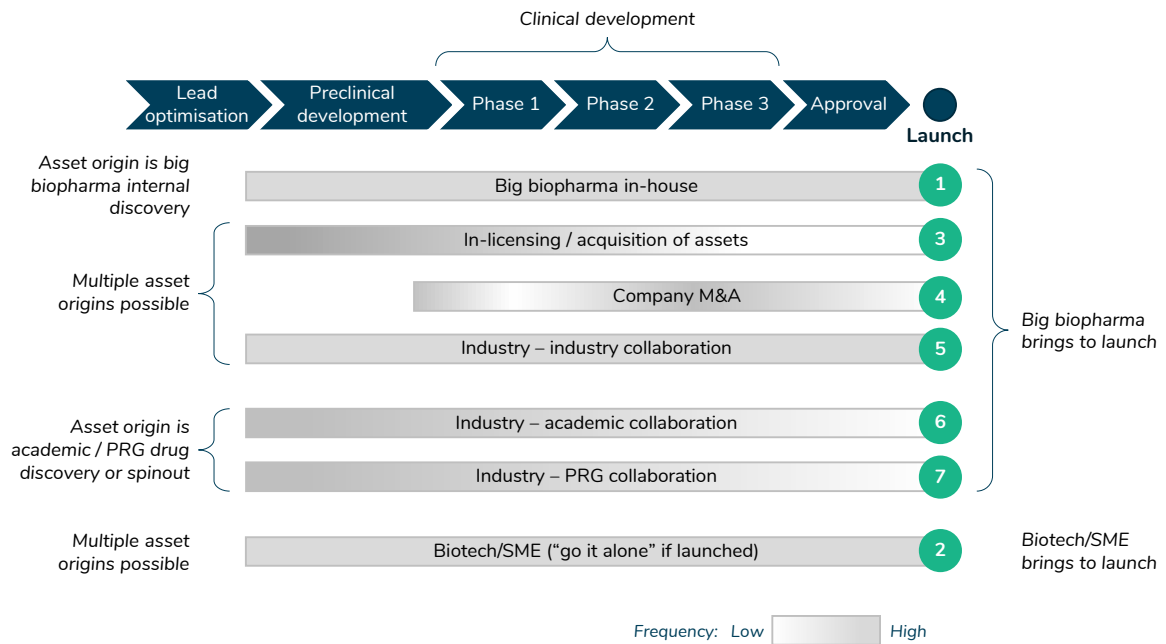 Clinical development
Lead
optimisation
Preclinical
development
Phase 1
Phase 2
Phase 3
Approval
Launch
Asset origin is big
biopharma internal
discovery
Big biopharma in-house
1
Multiple asset
origins possible
In-licensing / acquisition of assets
3
Company M&A
4
Industry – industry collaboration
5
Big biopharma
brings to launch
Asset origin is
academic / PRG drug
discovery or spinout
Industry – academic collaboration
6
Industry – PRG collaboration
7
Multiple asset
origins possible
Biotech/SME (“go it alone” if launched)
2
Biotech/SME
brings to launch
Frequency: Low High